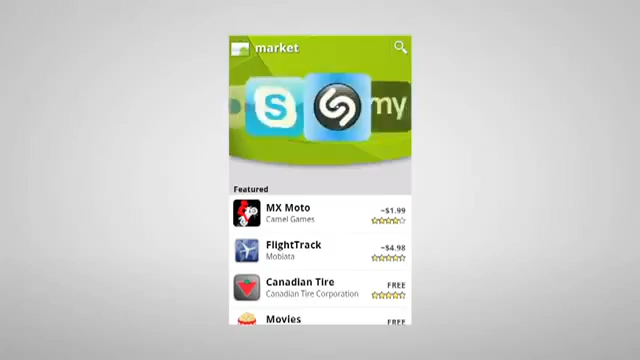 market
S
my
Featured
MX Moto
~$1.99
Camel Games
FlightTrack
~$4.98
Mobiata
Canadian Tire
FREE
Canadian Tire Corporation
Movies
FREE